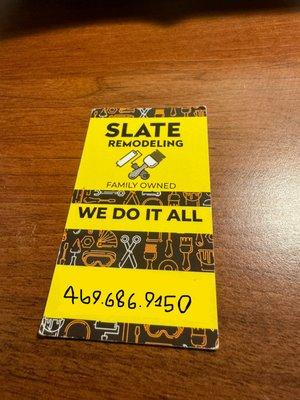 SLATE
REMODELING
FAMILY OWNED
WE DO IT ALL
469.686.9150